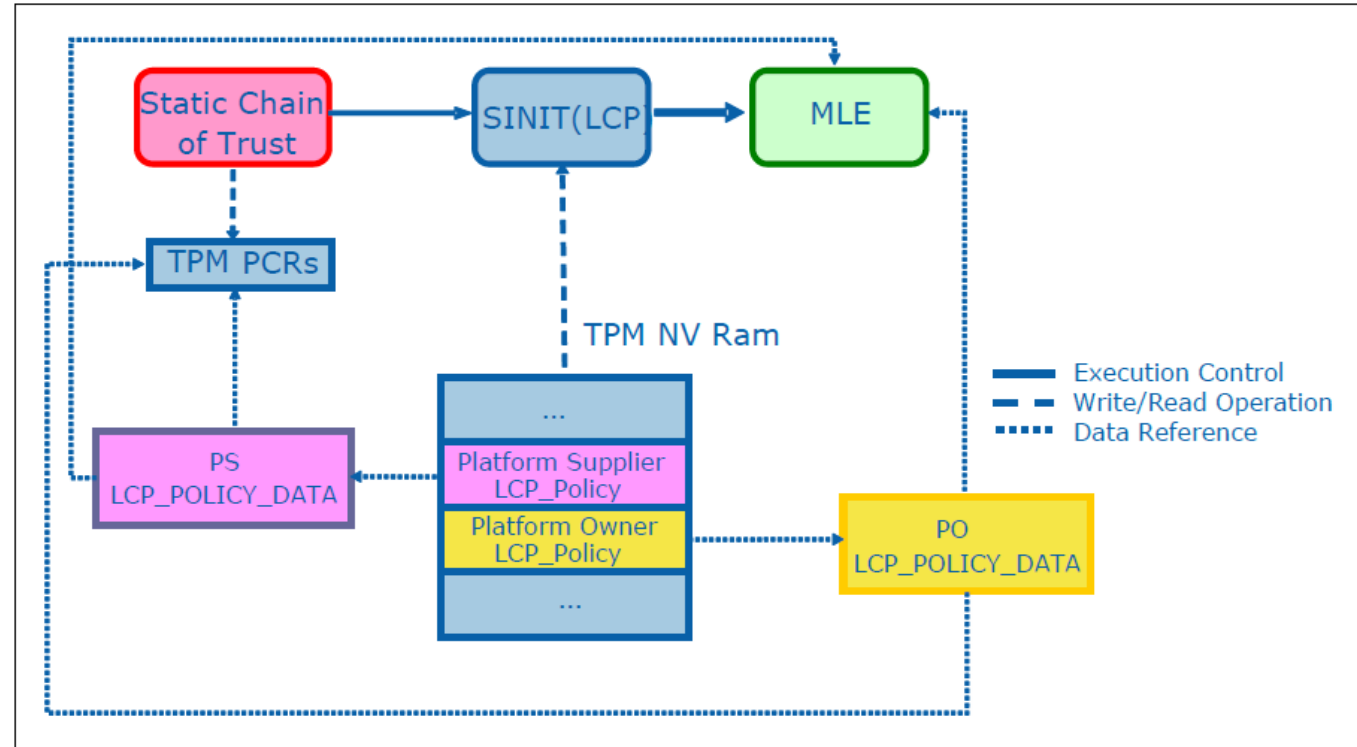 Static Chain
of Trust
SINIT(LCP)
MLE
TPM PCRs
TPM NV Ram
Execution Control
Write/Read Operation
Data Reference
...
Platform Supplier
LCP_Policy
Platform Owner
LCP_Policy
...
PS
LCP_POLICY_DATA
PO
LCP_POLICY_DATA